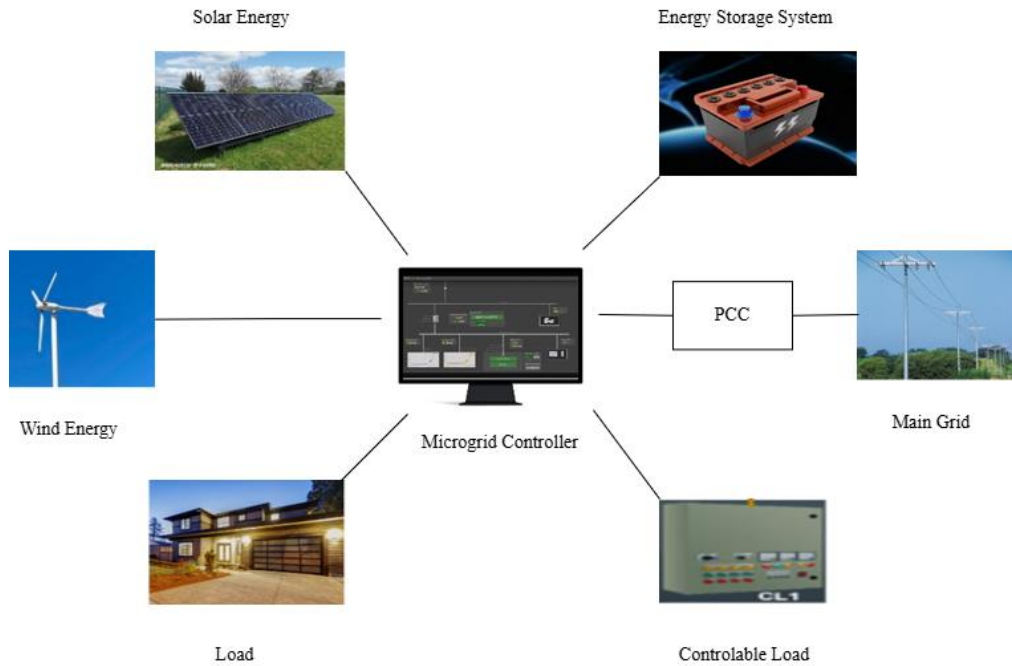 Solar Energy
Energy Storage System
PCC
Wind Energy
Microgrid Controller
Main Grid
CL1
Load
Controlable Load